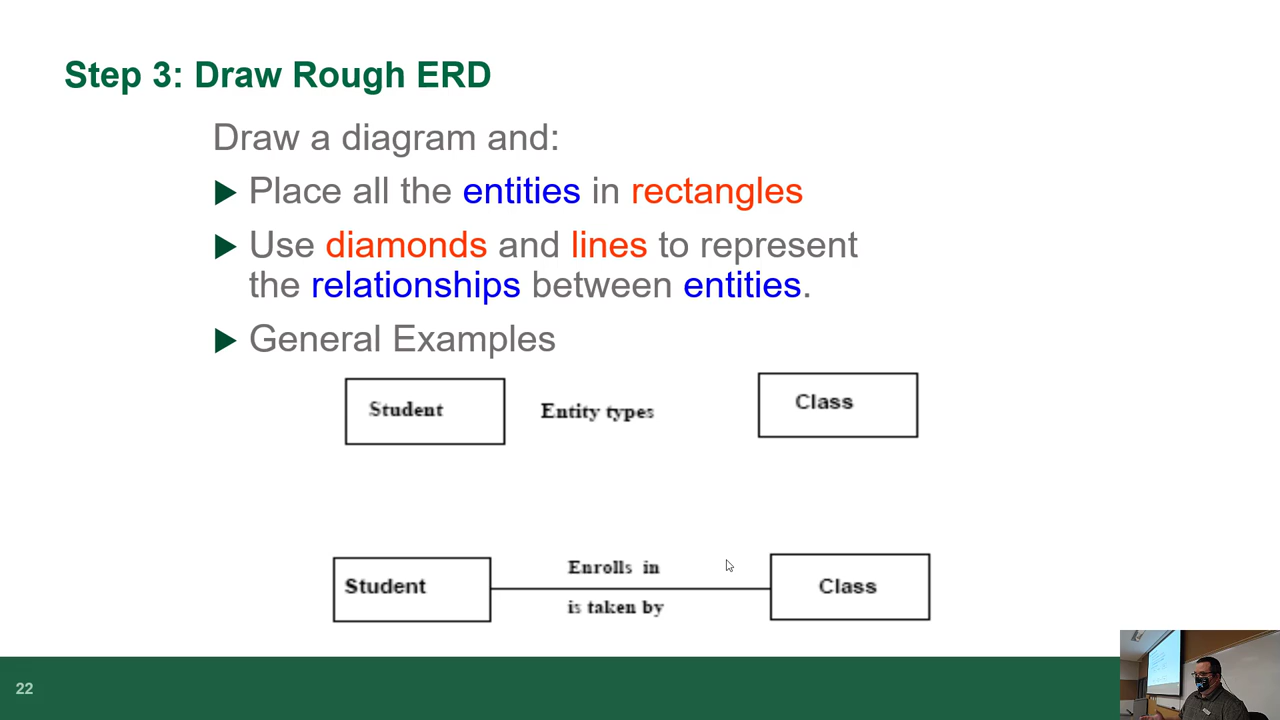 Step 3: Draw Rough ERD
Draw a diagram and:
Place all the entities in rectangles
Use diamonds and lines to represent
the relationships between entities.
General Examples
Student Entity types Class
Enrolls in
Student Class
is taken by
22